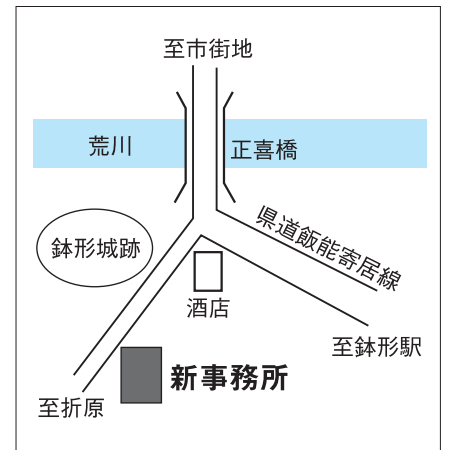 至市街地
荒川
正喜橋
県道飯能寄居線
鉢形城跡
酒店
至鉢形駅
新事務所
至折原